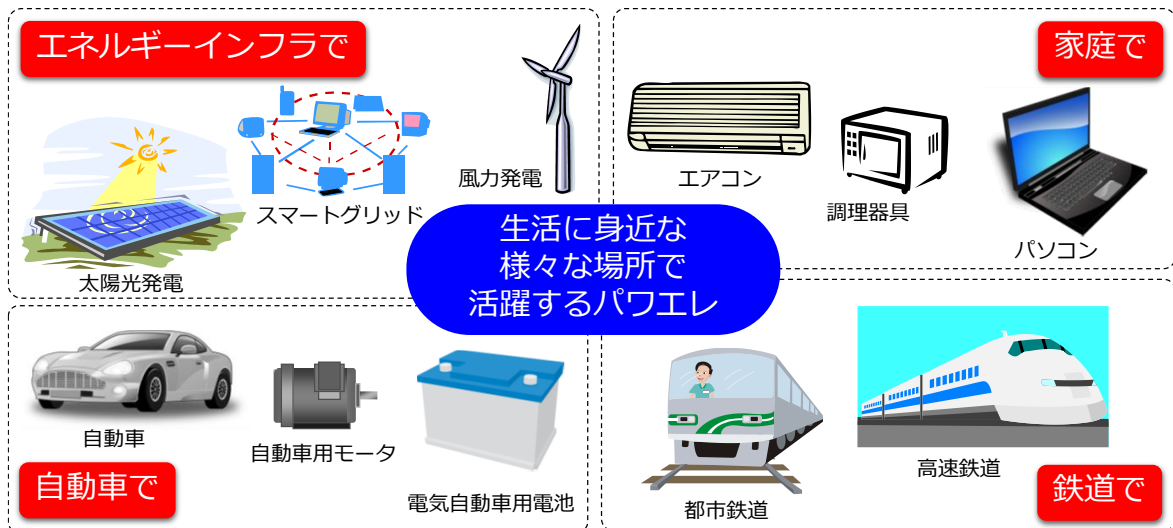 エネルギーインフラで
スマートグリッド
風力発電
太陽光発電
家庭で
エアコン
調理器具
パソコン
生活に身近な
様々な場所で
活躍するパワエレ
自動車
自動車用モータ
電気自動車用電池
自動車で
都市鉄道
高速鉄道
鉄道で